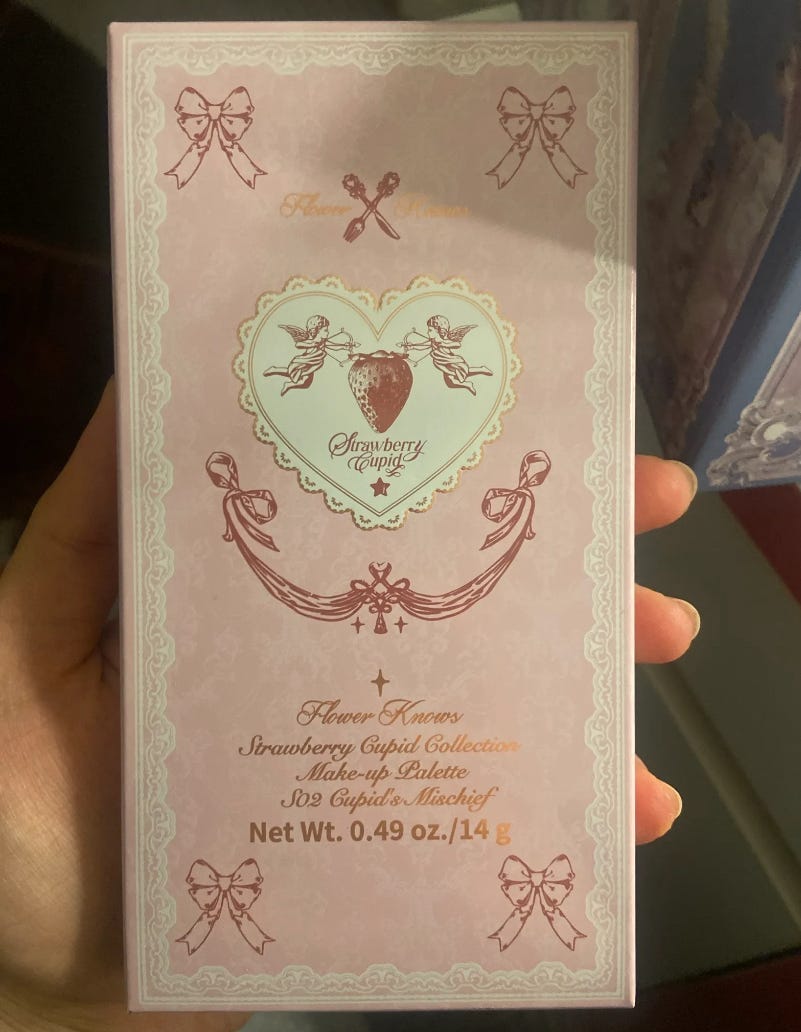 Flower Knows
Strawberry
Cupid
Flower Knows
Strawberry Cupid Collection
Make-up Palette
S02 Cupid's Mischief
Net Wt. 0.49 oz./14 g